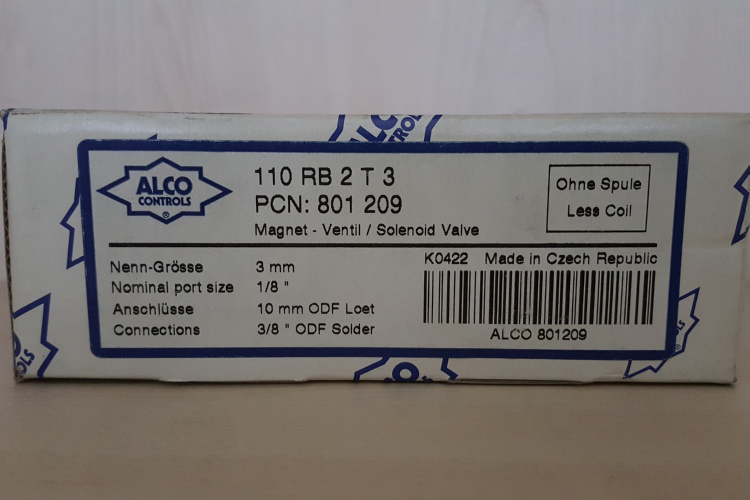 ALCO
CONTROLS
®
110 RB 2 T 3
PCN: 801 209
Magnet - Ventil / Solenoid Valve
Ohne Spule
Less Coil
Nenn-Grösse 3 mm
Nominal port size 1/8 "
Anschlüsse 10 mm ODF Loet
Connections 3/8 " ODF Solder
K0422 Made in Czech Republic
ALCO 801209